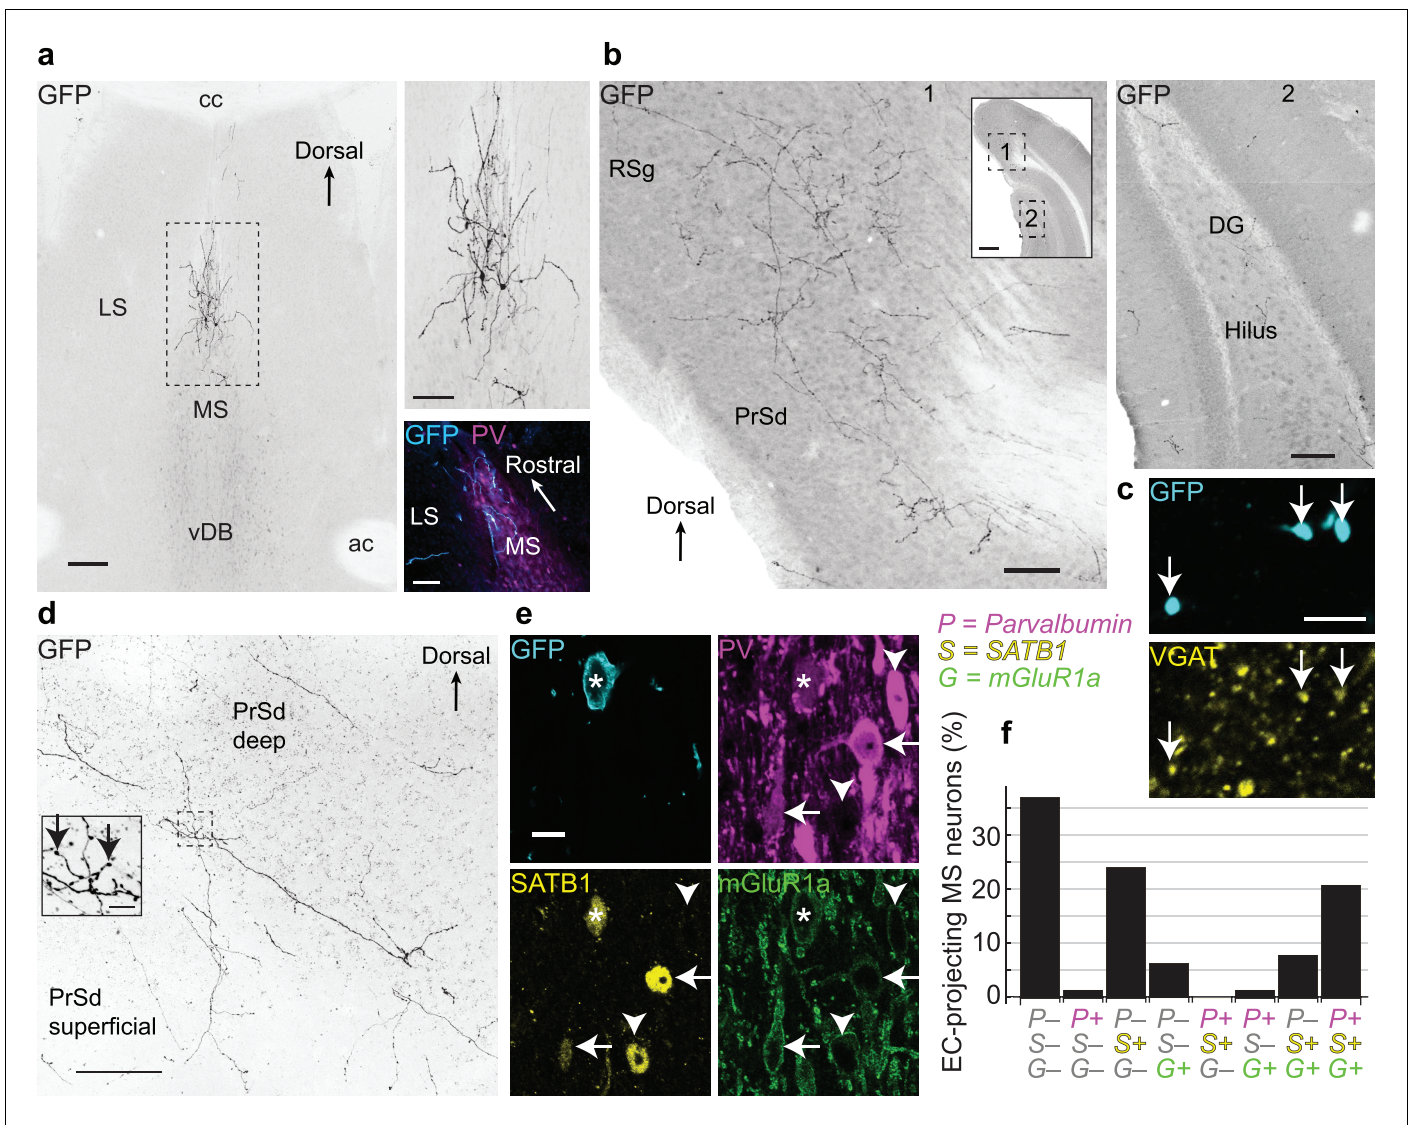 a
GFP
cc
Dorsal
LS
MS
vDB
ac
GFP PV
Rostral
LS
MS
b
GFP
1
RSg
1
2
PrSd
Dorsal
GFP
2
DG
Hilus
c
GFP
VGAT
d
GFP
Dorsal
PrSd
deep
PrSd
superficial
e
GFP
*
PV
*
SATB1
*
mGluR1a
*
P = Parvalbumin
S = SATB1
G = mGluR1a
f
EC-projecting MS neurons (%)
30
20
10
0
P– P+ P– P– P+ P+ P– P+
S– S– S+ S– S+ S– S+ S+
G– G– G– G+ G– G+ G+ G+